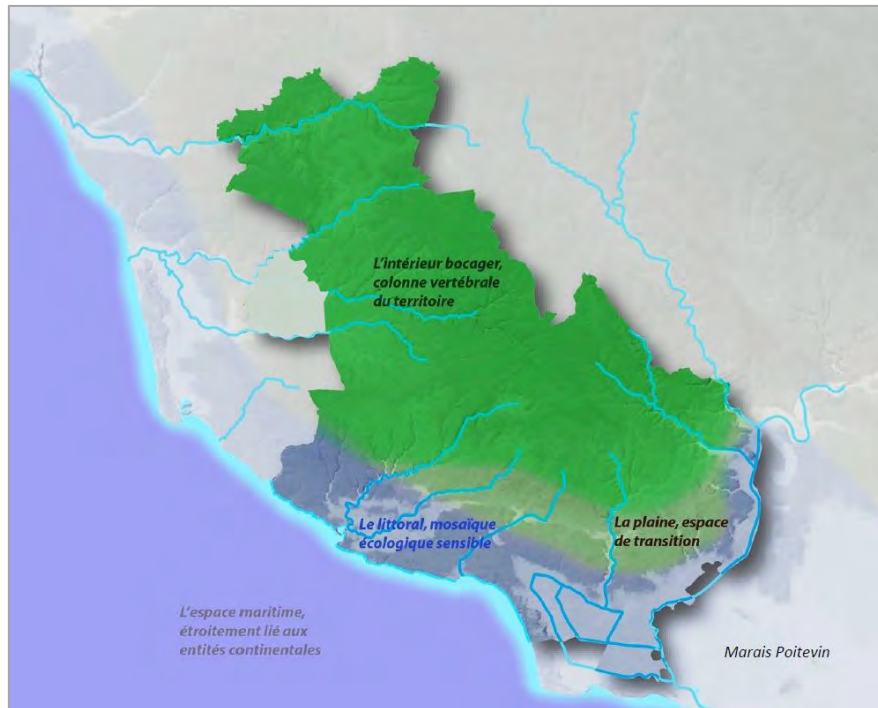 L'intérieur bocager,
colonne vertébrale
du territoire
Le littoral, mosaïque
écologique sensible
La plaine, espace
de transition
L'espace maritime,
étroitement lié aux
entités continentales
Marais Poitevin